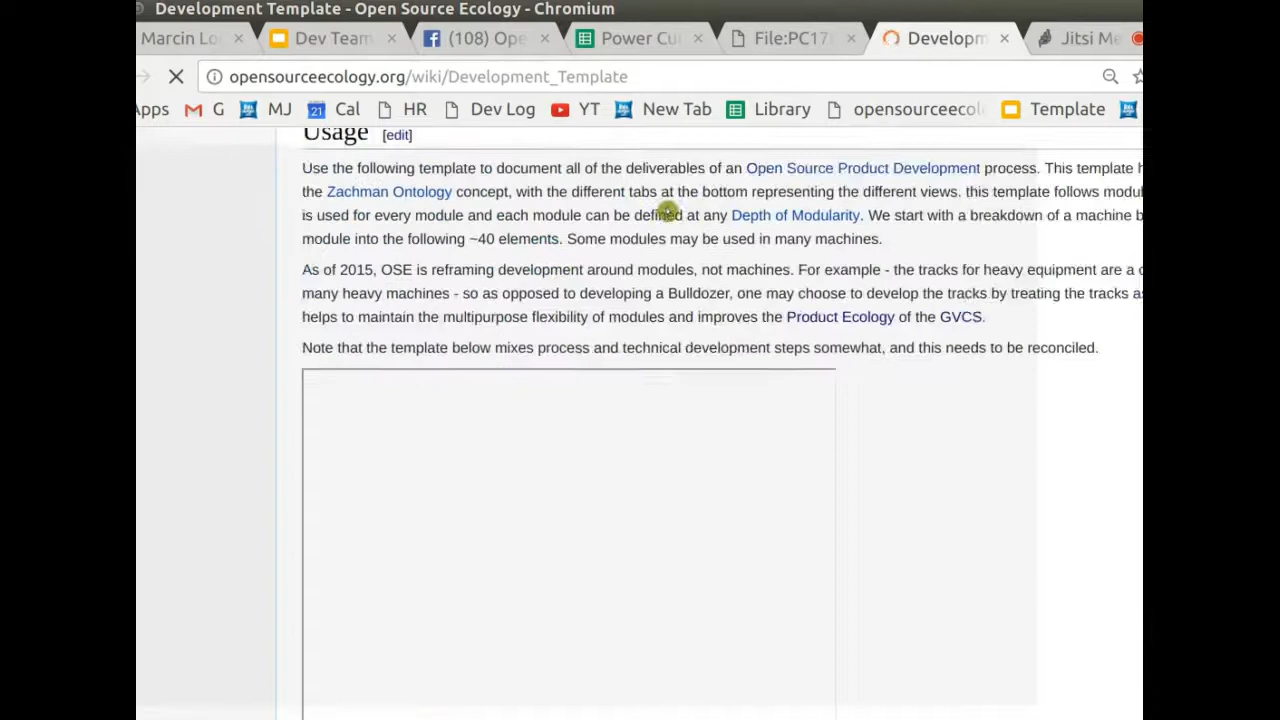 Development Template - Open Source Ecology - Chromium
Marcin Lo
Dev Team
(108) Ope
Power Cu
File:PC17
Developm
Jitsi Me
opensourceecology.org/wiki/Development_Template
Apps G MJ Cal HR Dev Log YT New Tab Library opensourceecol Template
Usage [edit]
Use the following template to document all of the deliverables of an Open Source Product Development process. This template h
the Zachman Ontology concept, with the different tabs at the bottom representing the different views. this template follows modul
is used for every module and each module can be defined at any Depth of Modularity. We start with a breakdown of a machine b
module into the following ~40 elements. Some modules may be used in many machines.
As of 2015, OSE is reframing development around modules, not machines. For example - the tracks for heavy equipment are a c
many heavy machines - so as opposed to developing a Bulldozer, one may choose to develop the tracks by treating the tracks as
helps to maintain the multipurpose flexibility of modules and improves the Product Ecology of the GVCS.
Note that the template below mixes process and technical development steps somewhat, and this needs to be reconciled.